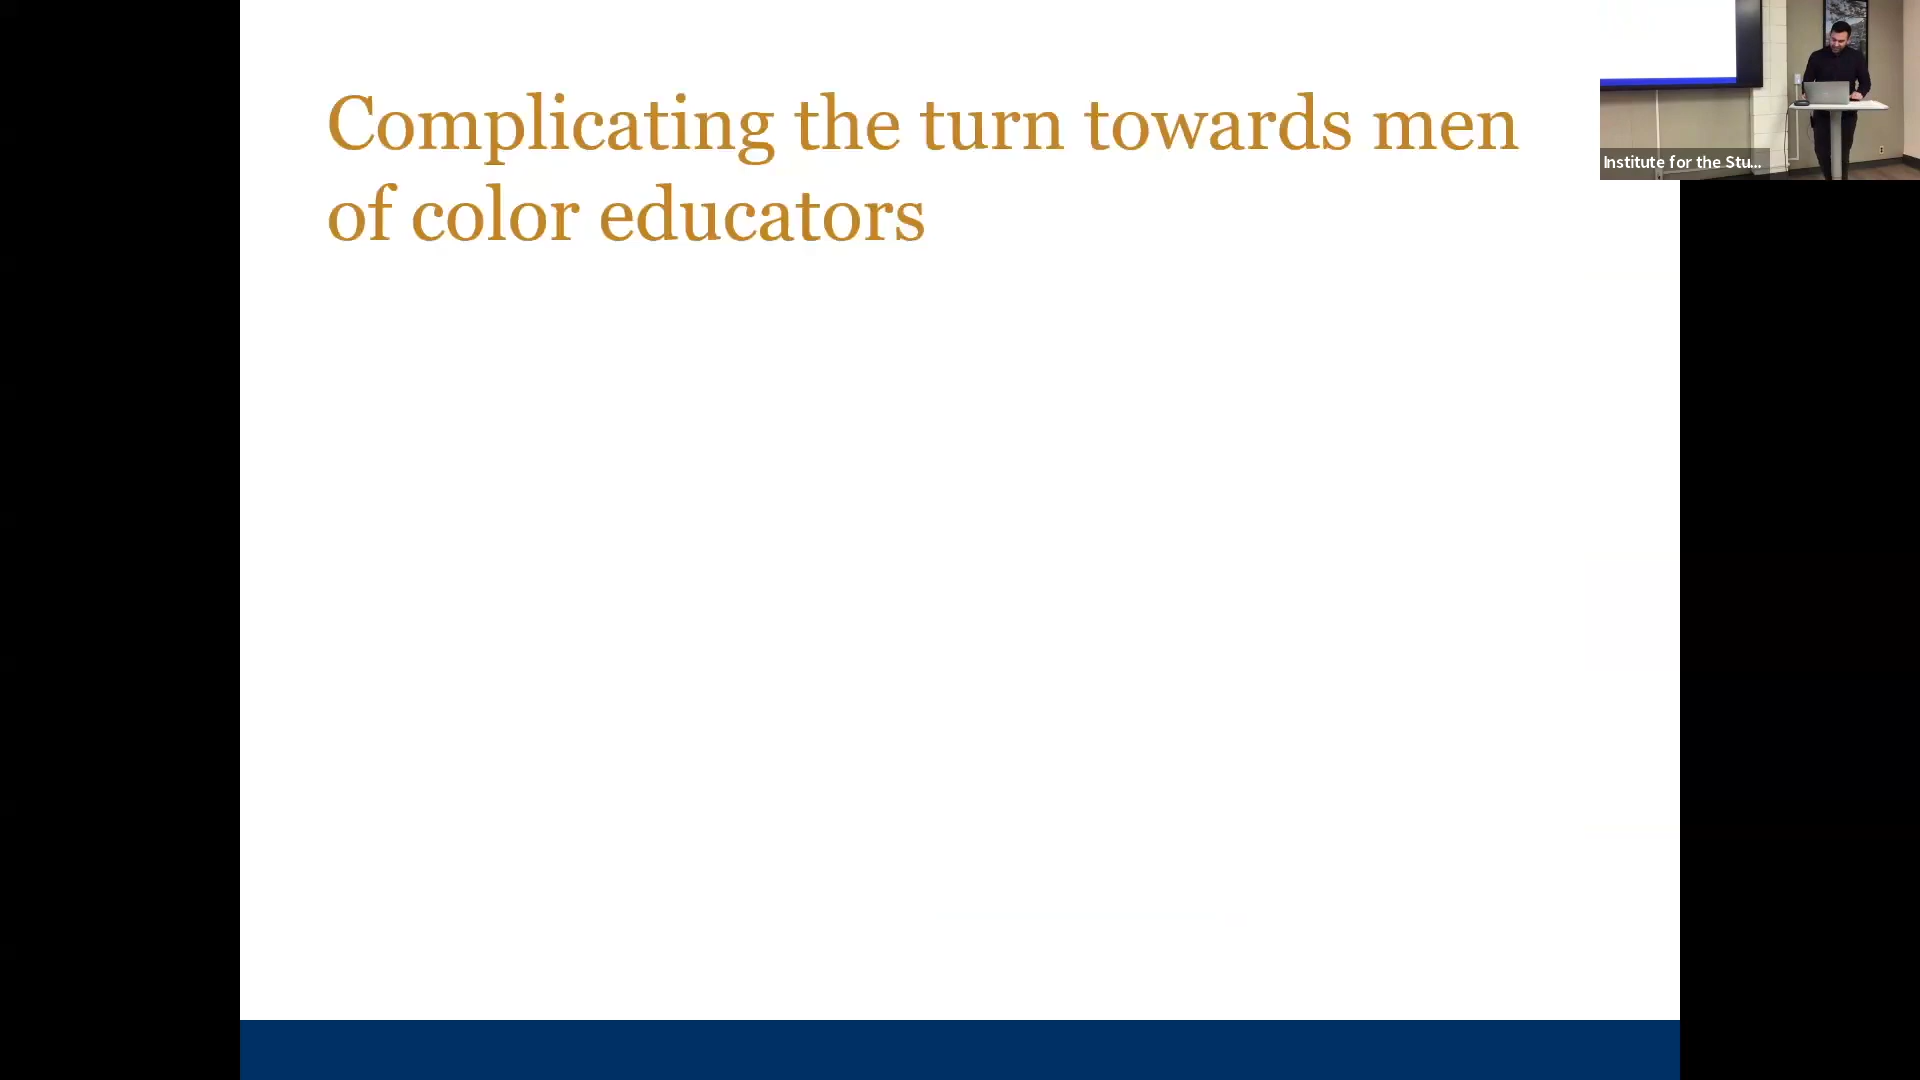 Complicating the turn towards men
of color educators
Institute for the Stu...